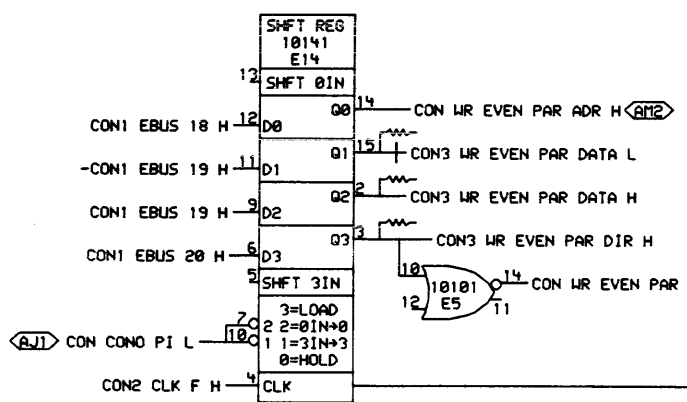 SHFT REG
10141
E14
13 SHFT 0IN
CON1 EBUS 18 H 12 D0 Q0 14 CON WR EVEN PAR ADR H AM2
-CON1 EBUS 19 H 11 D1 Q1 15 CON3 WR EVEN PAR DATA L
CON1 EBUS 19 H 9 D2 Q2 2 CON3 WR EVEN PAR DATA H
CON1 EBUS 20 H 6 D3 Q3 3 CON3 WR EVEN PAR DIR H
5 SHFT 3IN
10 10101 14 CON WR EVEN PAR
12 E5 11
3=LOAD
7 2 2=0IN→0
AJ1 CON CONO PI L 10 1 1=3IN→3
0=HOLD
CON2 CLK F H 4 CLK